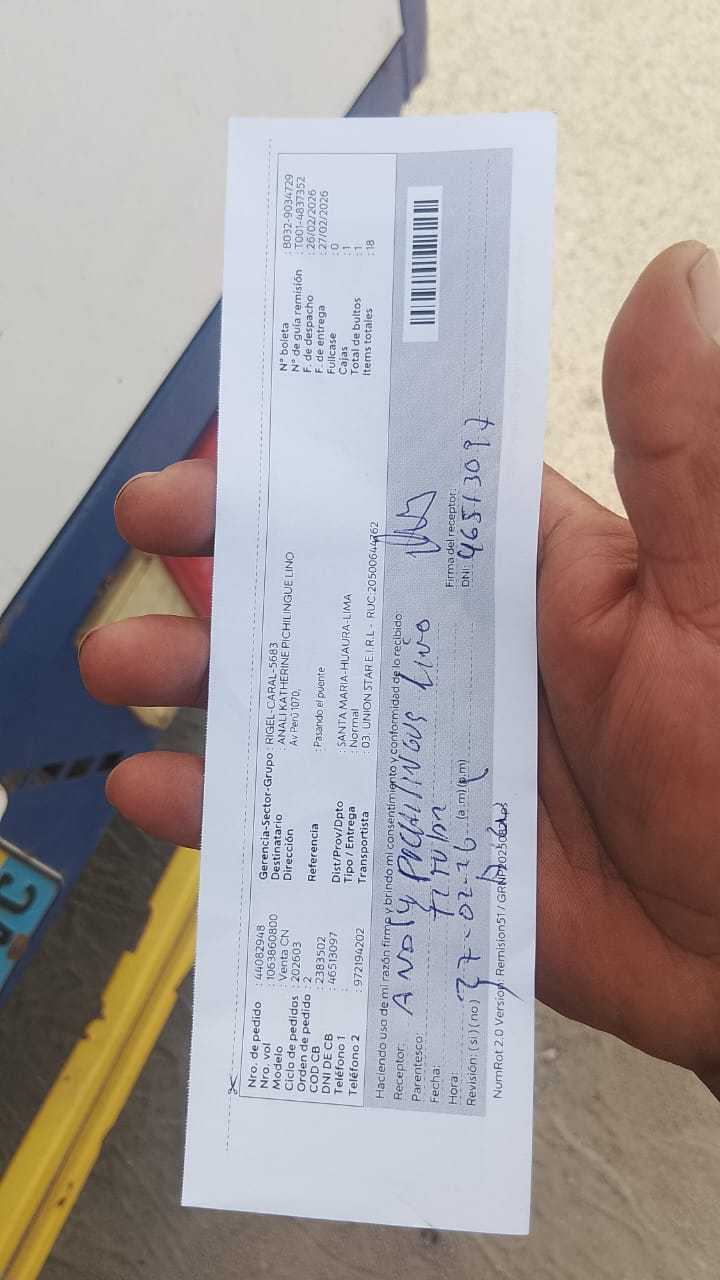 Nro. de pedido : 44082948
Nro. vol : 1063860800
Modelo : Venta CN
Ciclo de pedidos : 202603
Orden de pedido : 2
COD CB : 2383502
DNI DE CB : 46513097
Teléfono 1 :
Teléfono 2 : 972194202
Gerencia-Sector-Grupo : RIGEL-CARAL-5683
Destinatario : ANALI KATHERINE PICHILINGUE LINO
Dirección : Av Perú 1070,
Referencia : Pasando el puente
Dist/Prov/Dpto : SANTA MARIA-HUAURA-LIMA
Tipo / Entrega : Normal
Transportista : 03. UNION STAR E.I.R.L - RUC:20500644762
N° boleta : B032-9034729
N° de guía remisión : T001-4837352
F. de despacho : 26/02/2026
F. de entrega : 27/02/2026
Fullcase : 0
Cajas : 1
Total de bultos : 1
Items totales : 18
Haciendo uso de mi razón firmo y brindo mi consentimiento y conformidad de lo recibido
Receptor: ANALY PICHILINGUE LINO
Parentesco: TITULAR
Fecha: 27-02-26
Hora: (a.m)(p.m)
Revisión: (si)(no)
Firma del receptor:
DNI: 46513097
NumRot 2.0 Version: Remision51 /